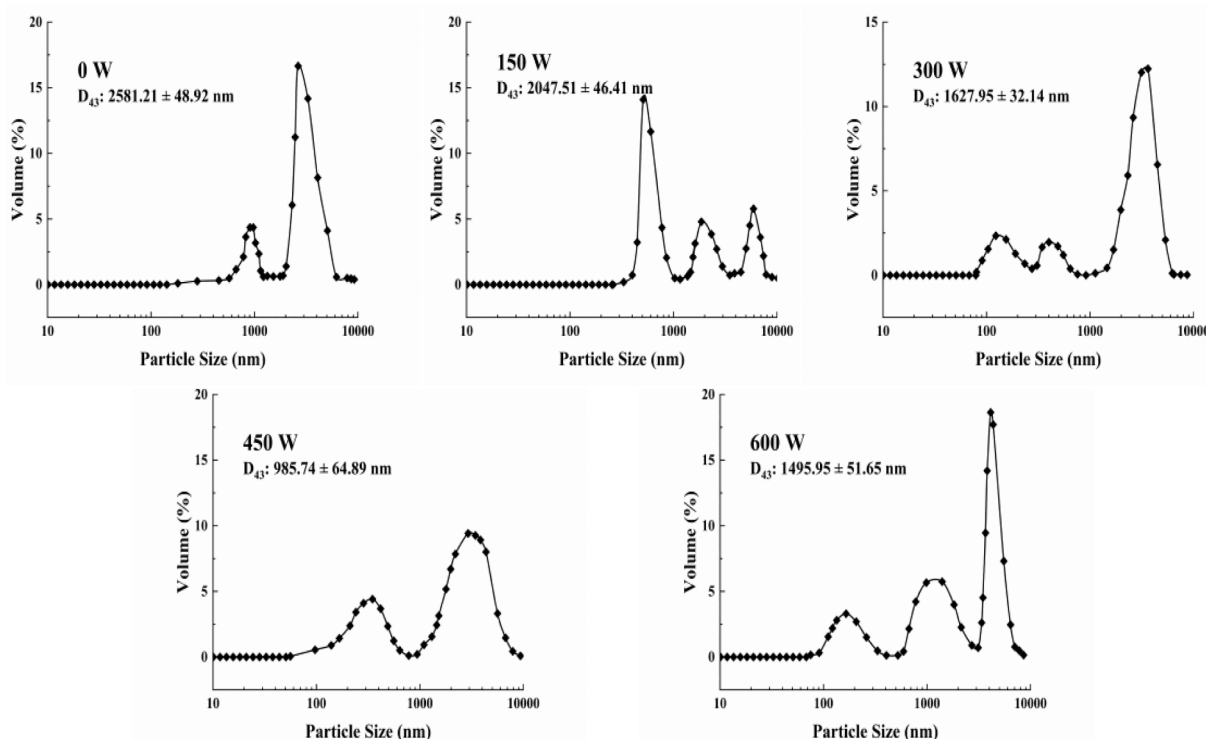 20
15
10
5
0
Volume (%)
0 W
D43: 2581.21 ± 48.92 nm
10 100 1000 10000
Particle Size (nm)
20
15
10
5
0
Volume (%)
150 W
D43: 2047.51 ± 46.41 nm
10 100 1000 10000
Particle Size (nm)
15
10
5
0
Volume (%)
300 W
D43: 1627.95 ± 32.14 nm
10 100 1000 10000
Particle Size (nm)
20
15
10
5
0
Volume (%)
450 W
D43: 985.74 ± 64.89 nm
10 100 1000 10000
Particle Size (nm)
20
15
10
5
0
Volume (%)
600 W
D43: 1495.95 ± 51.65 nm
10 100 1000 10000
Particle Size (nm)